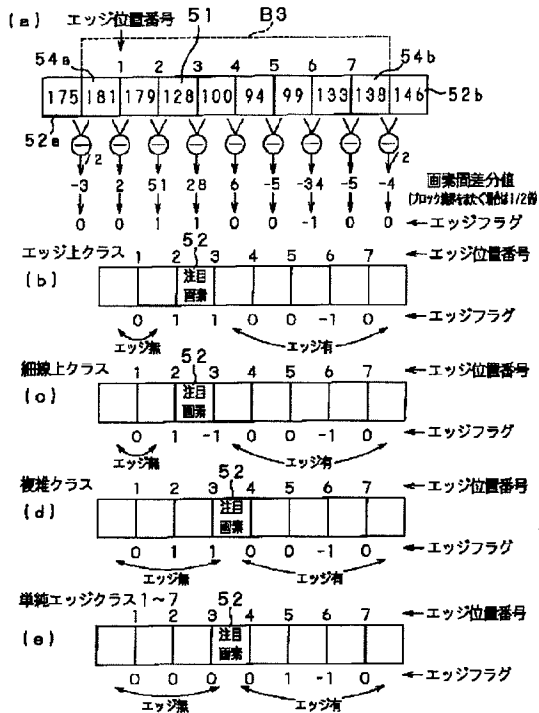 (a) エッジ位置番号 51 B3
54a 1 2 3 4 5 6 7 54b
175 181 179 128 100 94 99 133 138 146 52b
52a
/2 /2
-3 2 51 28 6 -5 -34 -5 -4 画素間差分値
(ブロック境界をまたぐ場合は1/2倍)
0 0 1 1 0 0 -1 0 0 ←エッジフラグ
エッジ上クラス 52
(b) 1 2 3 4 5 6 7 ←エッジ位置番号
注目
画素
0 1 1 0 0 -1 0 ←エッジフラグ
エッジ無 エッジ有
細線上クラス 52
(c) 1 2 3 4 5 6 7 ←エッジ位置番号
注目
画素
0 1 -1 0 0 -1 0 ←エッジフラグ
エッジ無 エッジ有
複雑クラス 52
(d) 1 2 3 4 5 6 7 ←エッジ位置番号
注目
画素
0 1 1 0 0 -1 0 ←エッジフラグ
エッジ無 エッジ有
単純エッジクラス1~7 52
(e) 1 2 3 4 5 6 7 ←エッジ位置番号
注目
画素
0 0 0 0 1 -1 0 ←エッジフラグ
エッジ無 エッジ有